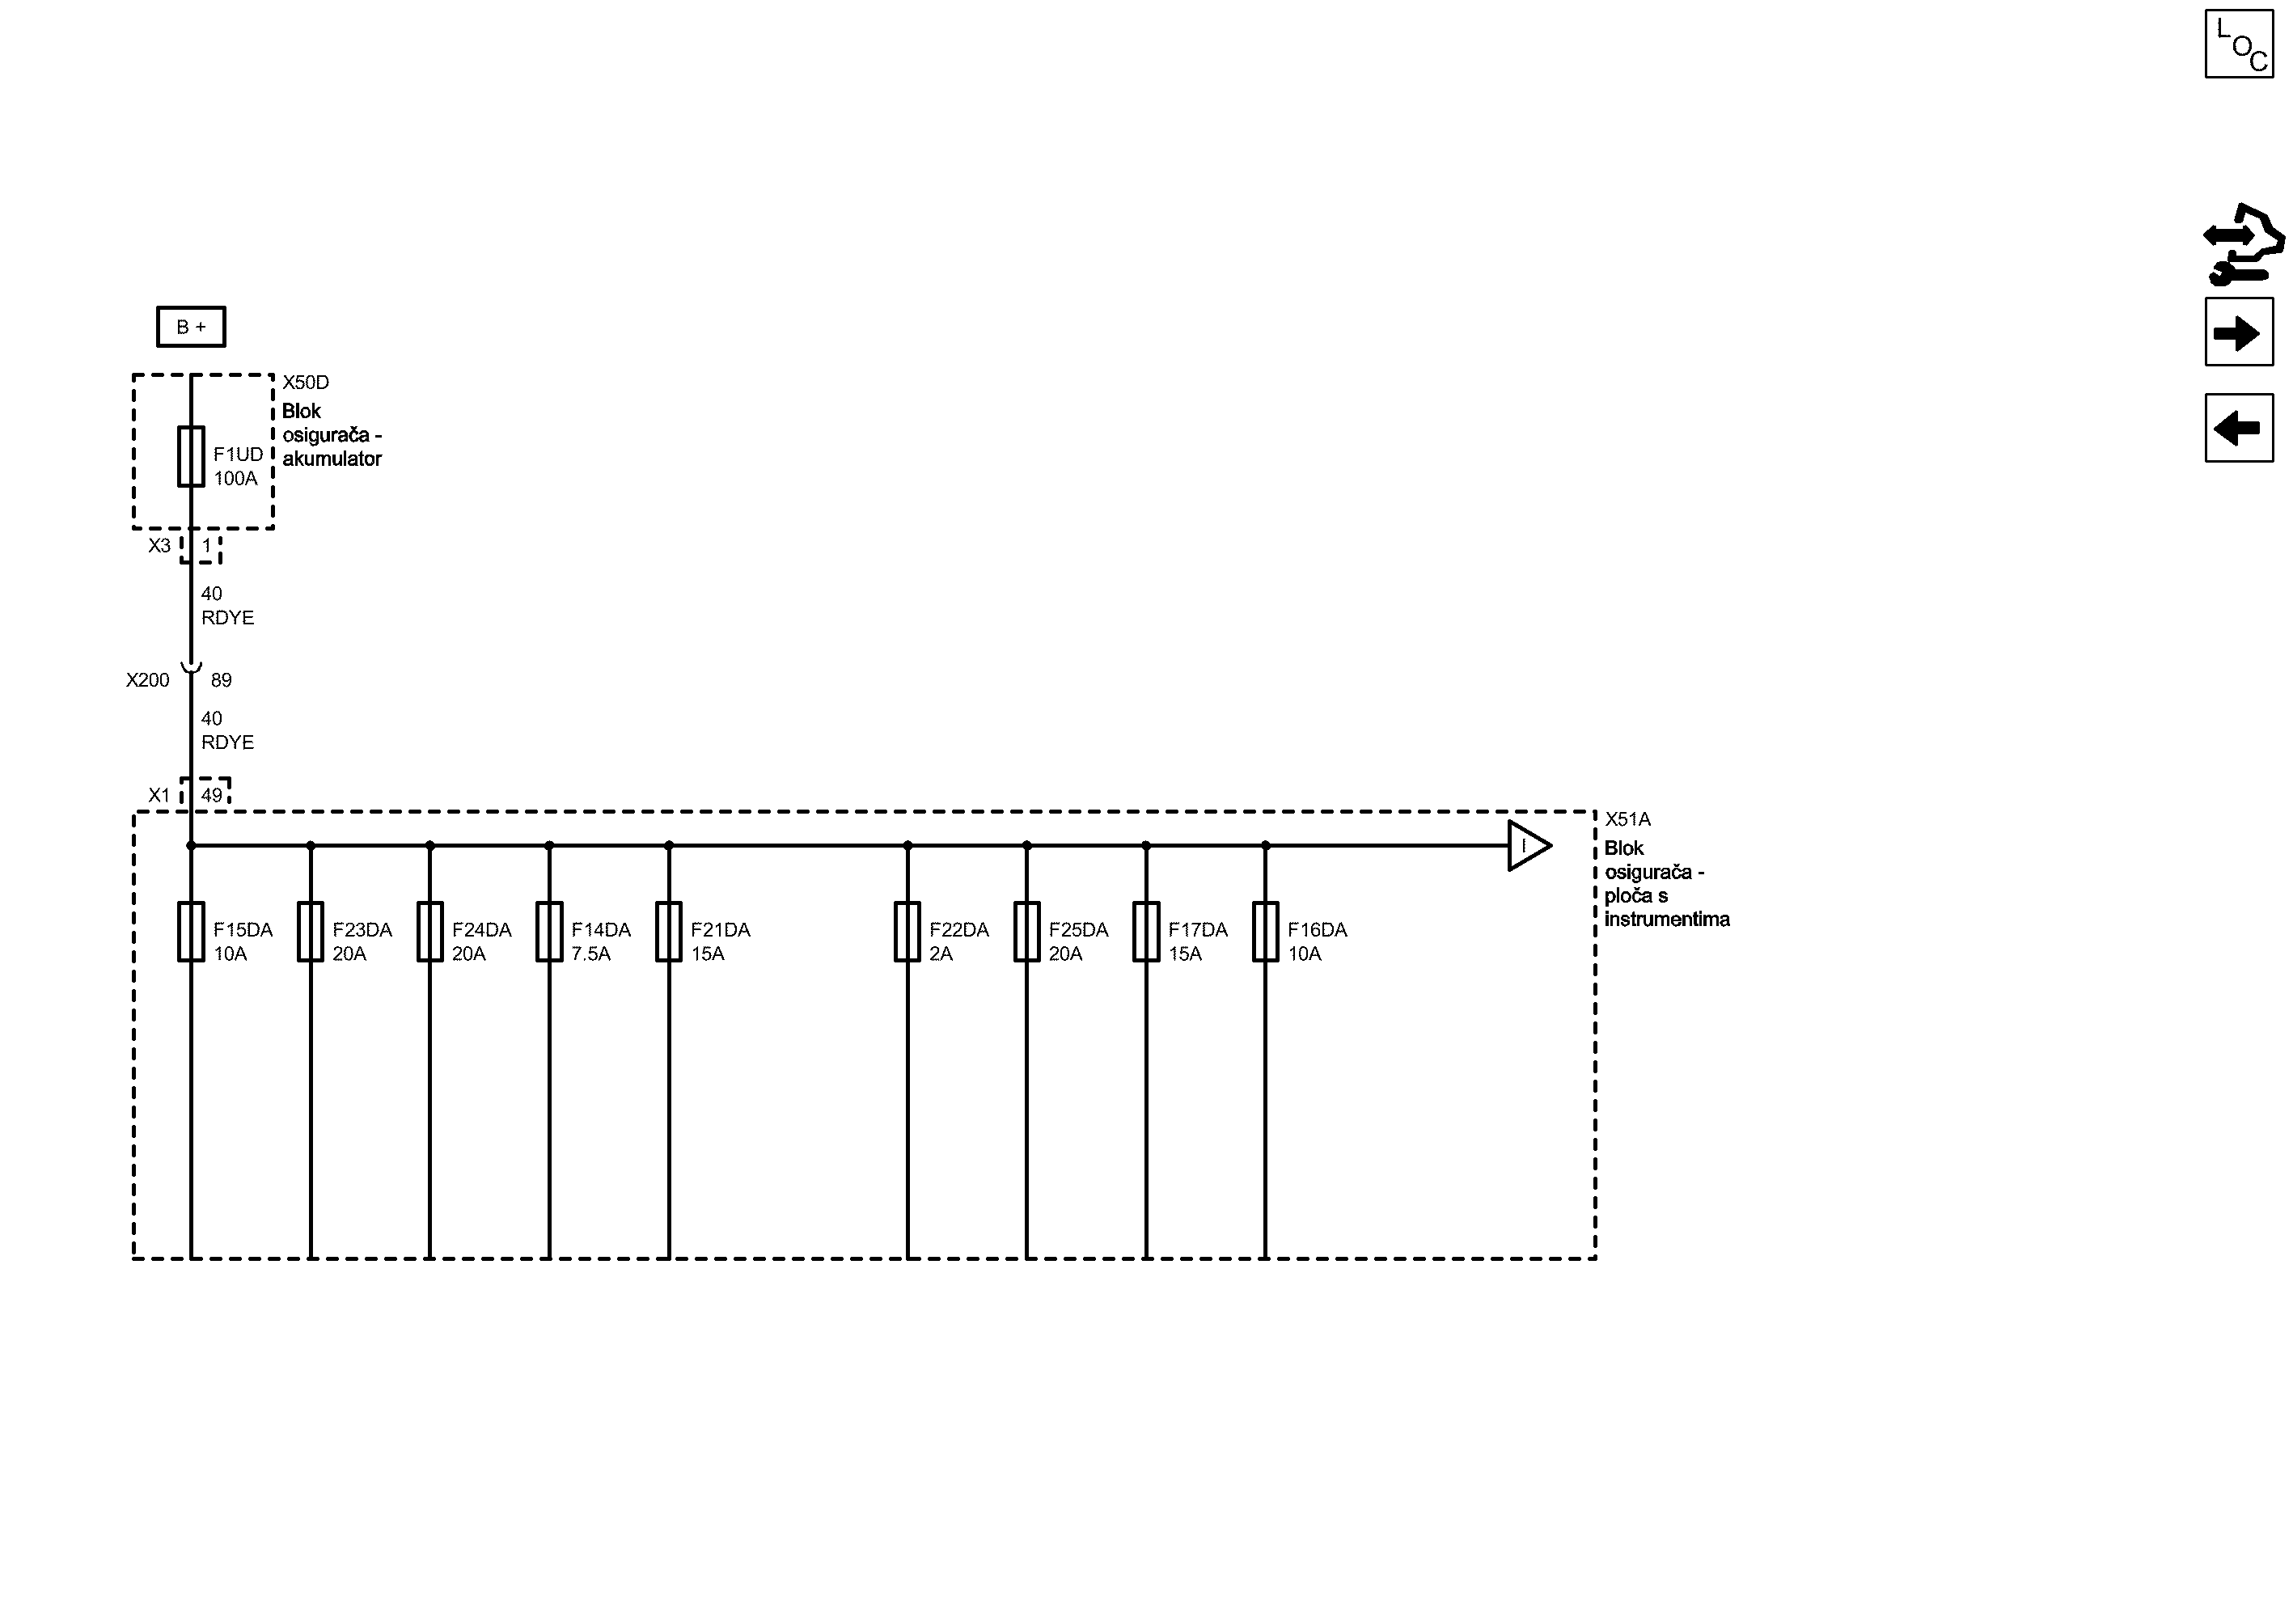 L
O
C
B +
X50D
Blok
osigurača -
akumulator
F1UD
100A
X3
1
40
RDYE
X200
89
40
RDYE
X1
49
X51A
Blok
osigurača -
ploča s
instrumentima
I
F15DA
10A
F23DA
20A
F24DA
20A
F14DA
7.5A
F21DA
15A
F22DA
2A
F25DA
20A
F17DA
15A
F16DA
10A